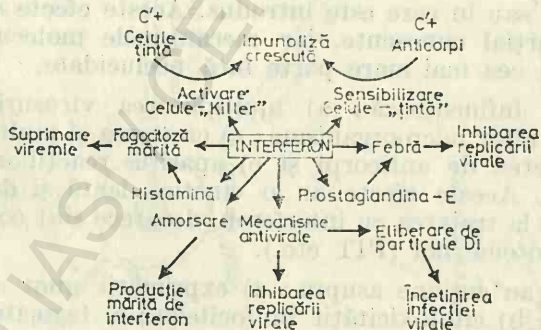 C'+
Celule-
țintă
Imunoliză
crescută
C'+
Anticorpi
Activare
Celule „Killer”
Sensibilizare
Celule-„țintă”
Suprimare
viremie
Fagocitoză
mărită
INTERFERON
Febră
Inhibarea
replicării
virale
Histamină
Prostaglandina-E
Amorsare
Mecanisme
antivirale
Eliberare de
particule DI
Producție
mărită de
interferon
Inhibarea
replicării
virale
Încetinirea
infecției
virale
IASI